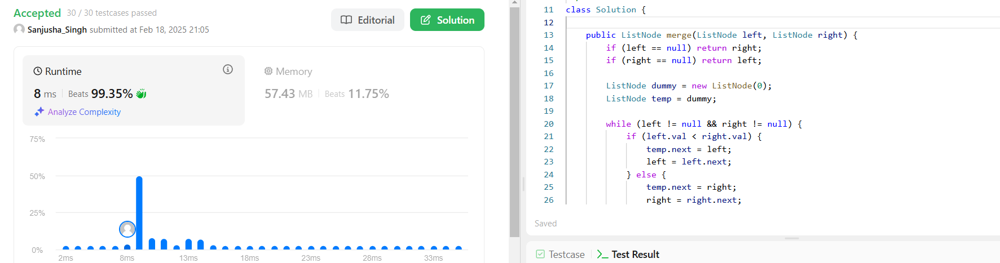 Accepted 30 / 30 testcases passed
Sanjusha_Singh submitted at Feb 18, 2025 21:05
Editorial
Solution
Runtime
8 ms Beats 99.35%
Analyze Complexity
Memory
57.43 MB Beats 11.75%
75%
50%
25%
0%
2ms 8ms 13ms 18ms 23ms 28ms 33ms
11 class Solution {
12
13 public ListNode merge(ListNode left, ListNode right) {
14 if (left == null) return right;
15 if (right == null) return left;
16
17 ListNode dummy = new ListNode(0);
18 ListNode temp = dummy;
19
20 while (left != null && right != null) {
21 if (left.val < right.val) {
22 temp.next = left;
23 left = left.next;
24 } else {
25 temp.next = right;
26 right = right.next;
Saved
Testcase
Test Result